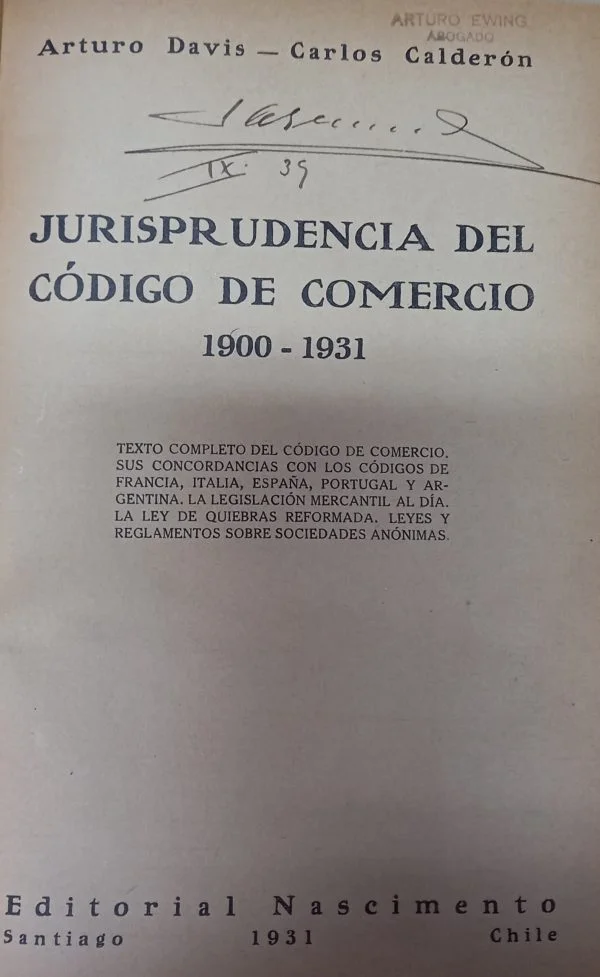 ARTURO EWING
ABOGADO
Arturo Davis — Carlos Calderón
IX. 39
JURISPRUDENCIA DEL
CÓDIGO DE COMERCIO
1900 - 1931
TEXTO COMPLETO DEL CÓDIGO DE COMERCIO.
SUS CONCORDANCIAS CON LOS CÓDIGOS DE
FRANCIA, ITALIA, ESPAÑA, PORTUGAL Y AR-
GENTINA. LA LEGISLACIÓN MERCANTIL AL DÍA.
LA LEY DE QUIEBRAS REFORMADA. LEYES Y
REGLAMENTOS SOBRE SOCIEDADES ANÓNIMAS.
Editorial Nascimento
Santiago 1931 Chile